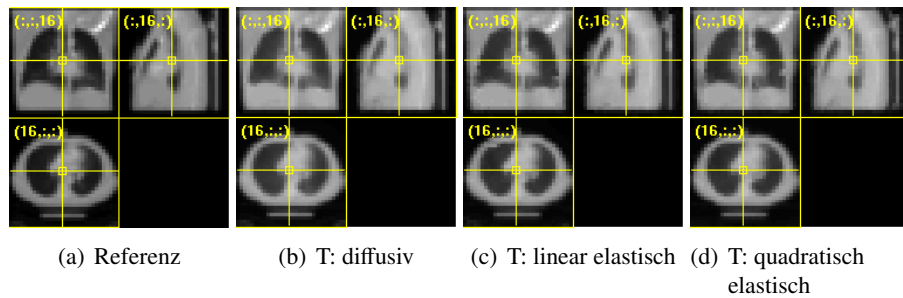 (:,:,16) (:,16,:) (:,:,16) (:,16,:) (:,:,16) (:,16,:) (:,:,16) (:,16,:)
(16,:,:) (16,:,:) (16,:,:) (16,:,:)
(a) Referenz (b) T: diffusiv (c) T: linear elastisch (d) T: quadratisch
elastisch